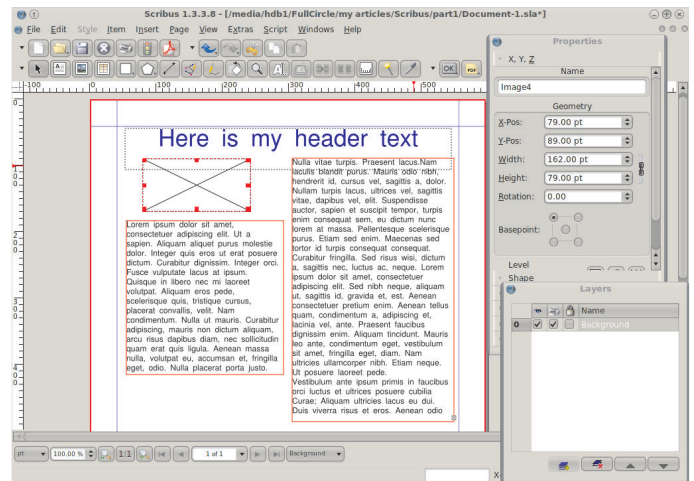 Scribus 1.3.3.8 - [/media/hdb1/FullCircle/my articles/Scribus/part1/Document-1.sla*]
File Edit Style Item Insert Page View Extras Script Windows Help
OK PDF
-100 0 100 200 300 400 500
Here is my header text
Lorem ipsum dolor sit amet,
consectetuer adipiscing elit. Ut a
sapien. Aliquam aliquet purus molestie
dolor. Integer quis eros ut erat posuere
dictum. Curabitur dignissim. Integer orci.
Fusce vulputate lacus at ipsum.
Quisque in libero nec mi laoreet
volutpat. Aliquam eros pede,
scelerisque quis, tristique cursus,
placerat convallis, velit. Nam
condimentum. Nulla ut mauris. Curabitur
adipiscing, mauris non dictum aliquam,
arcu risus dapibus diam, nec sollicitudin
quam erat quis ligula. Aenean massa
nulla, volutpat eu, accumsan et, fringilla
eget, odio. Nulla placerat porta justo.
Nulla vitae turpis. Praesent lacus.Nam
iaculis blandit purus. Mauris odio nibh,
hendrerit id, cursus vel, sagittis a, dolor.
Nullam turpis lacus, ultrices vel, sagittis
vitae, dapibus vel, elit. Suspendisse
auctor, sapien et suscipit tempor, turpis
enim consequat sem, eu dictum nunc
lorem at massa. Pellentesque scelerisque
purus. Etiam sed enim. Maecenas sed
tortor id turpis consequat consequat.
Curabitur fringilla. Sed risus wisi, dictum
a, sagittis nec, luctus ac, neque. Lorem
ipsum dolor sit amet, consectetuer
adipiscing elit. Sed nibh neque, aliquam
ut, sagittis id, gravida et, est. Aenean
consectetuer pretium enim. Aenean tellus
quam, condimentum a, adipiscing et,
lacinia vel, ante. Praesent faucibus
dignissim enim. Aliquam tincidunt. Mauris
leo ante, condimentum eget, vestibulum
sit amet, fringilla eget, diam. Nam
ultricies ullamcorper nibh. Etiam neque.
Ut posuere laoreet pede.
Vestibulum ante ipsum primis in faucibus
orci luctus et ultrices posuere cubilia
Curae; Aliquam ultricies lacus eu dui.
Duis viverra risus et eros. Aenean odio
Properties
X, Y, Z
Name
Image4
Geometry
X-Pos: 79.00 pt
Y-Pos: 89.00 pt
Width: 162.00 pt
Height: 79.00 pt
Rotation: 0.00
Basepoint:
Level
Shape
Layers
Name
0 Background
pt 100.00 % 1:1 1 of 1 Background
X-